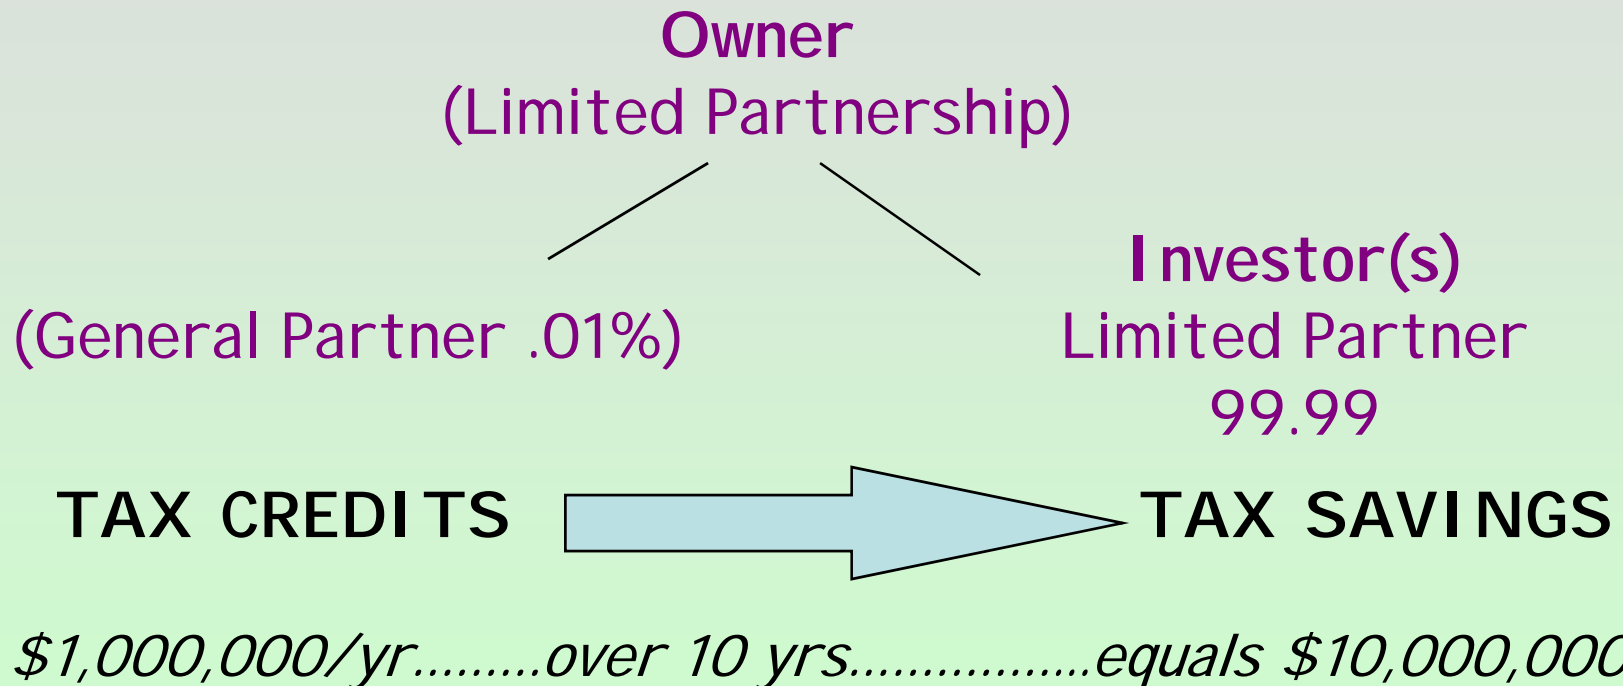 Owner
(Limited Partnership)
Investor(s)
(General Partner .01%) Limited Partner
99.99
TAX CREDITS TAX SAVINGS
$1,000,000/yr.........over 10 yrs.................equals $10,000,000